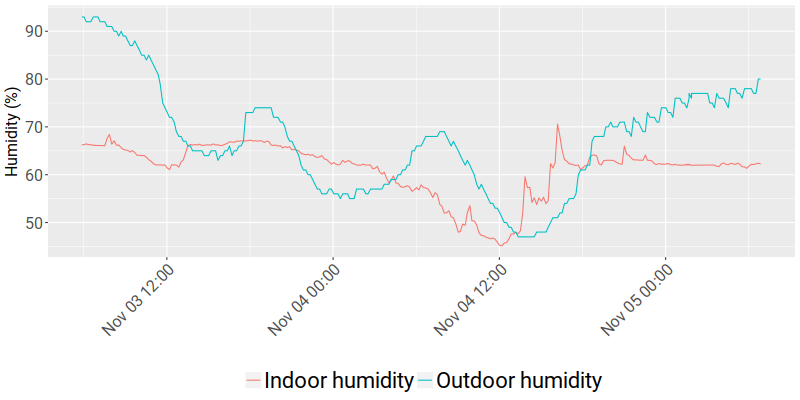 Humidity (%)
90
80
70
60
50
Nov 03 12:00
Nov 04 00:00
Nov 04 12:00
Nov 05 00:00
Indoor humidity
Outdoor humidity